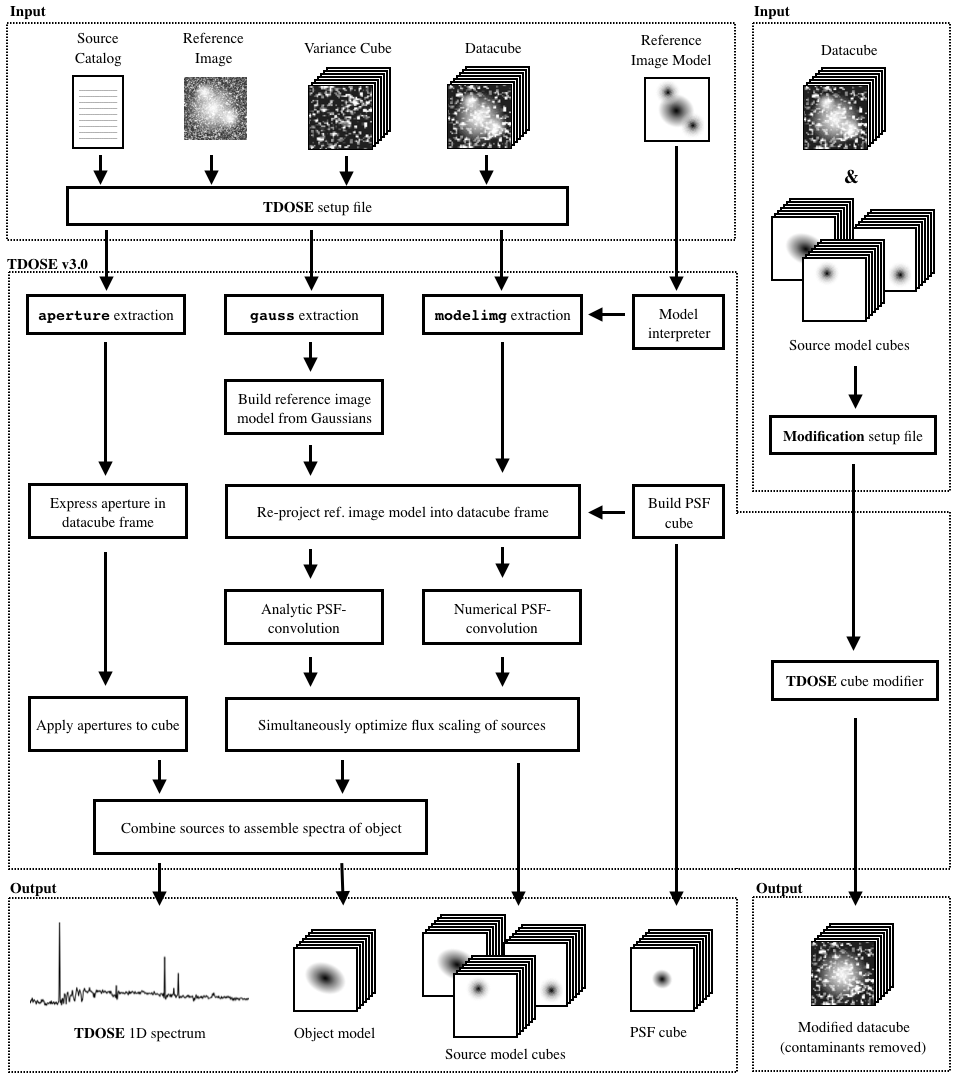 Input
Source
Catalog
Reference
Image
Variance Cube
Datacube
Reference
Image Model
TDOSE setup file
Input
Datacube
&
Source model cubes
Modification setup file
TDOSE v3.0
aperture extraction
gauss extraction
modelimg extraction
Model
interpreter
Build reference image
model from Gaussians
Express aperture in
datacube frame
Re-project ref. image model into datacube frame
Build PSF
cube
Analytic PSF-
convolution
Numerical PSF-
convolution
TDOSE cube modifier
Apply apertures to cube
Simultaneously optimize flux scaling of sources
Combine sources to assemble spectra of object
Output
TDOSE 1D spectrum
Object model
Source model cubes
PSF cube
Output
Modified datacube
(contaminants removed)